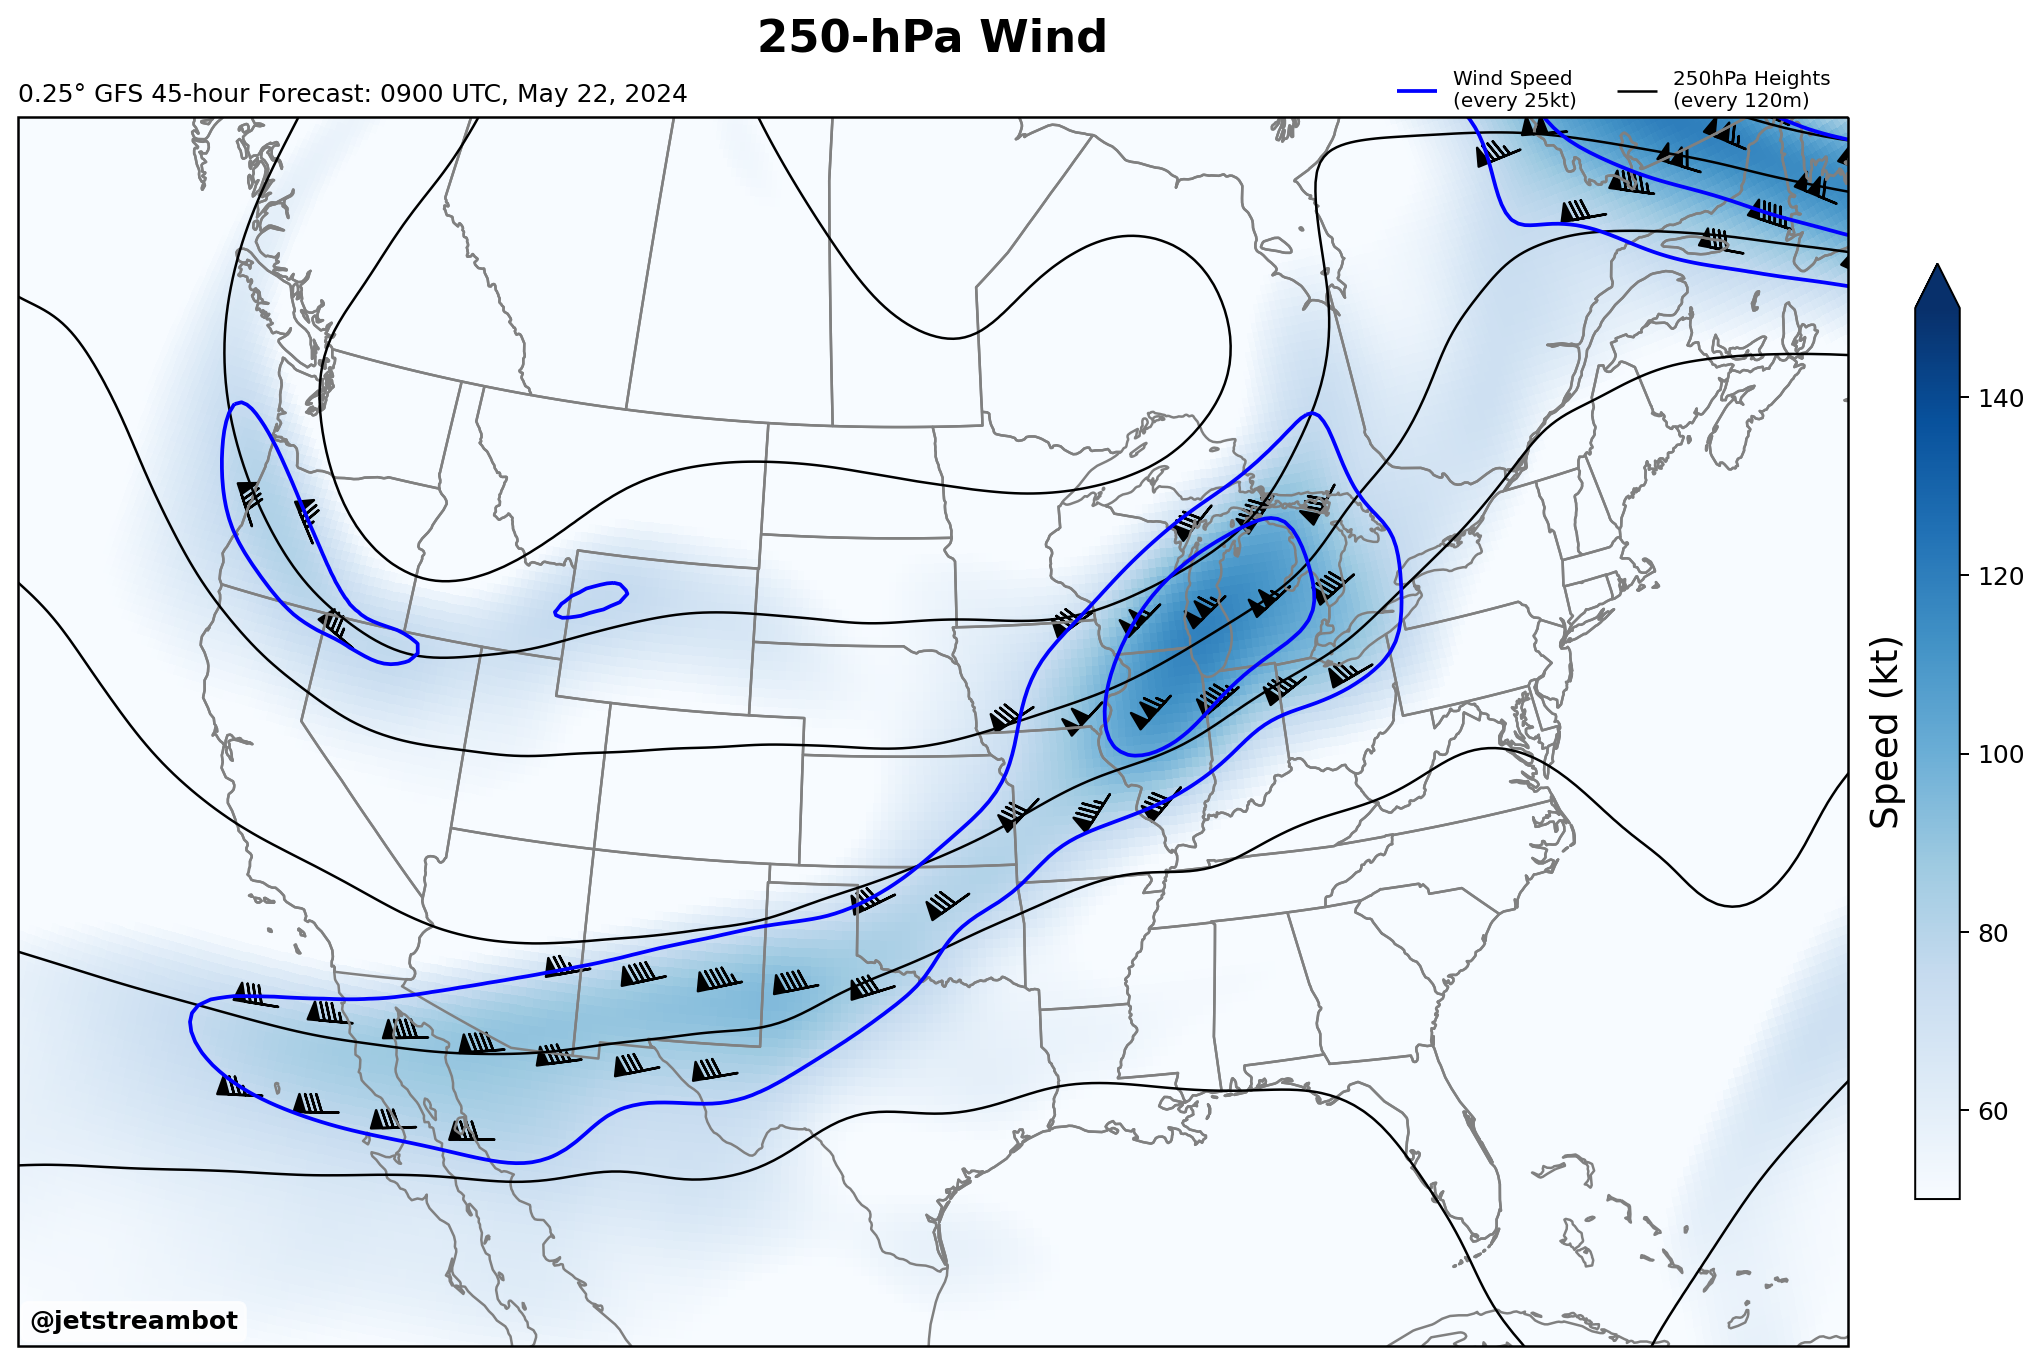 250-hPa Wind
0.25° GFS 45-hour Forecast: 0900 UTC, May 22, 2024
Wind Speed
(every 25kt)
250hPa Heights
(every 120m)
140
120
100
80
60
Speed (kt)
@jetstreambot